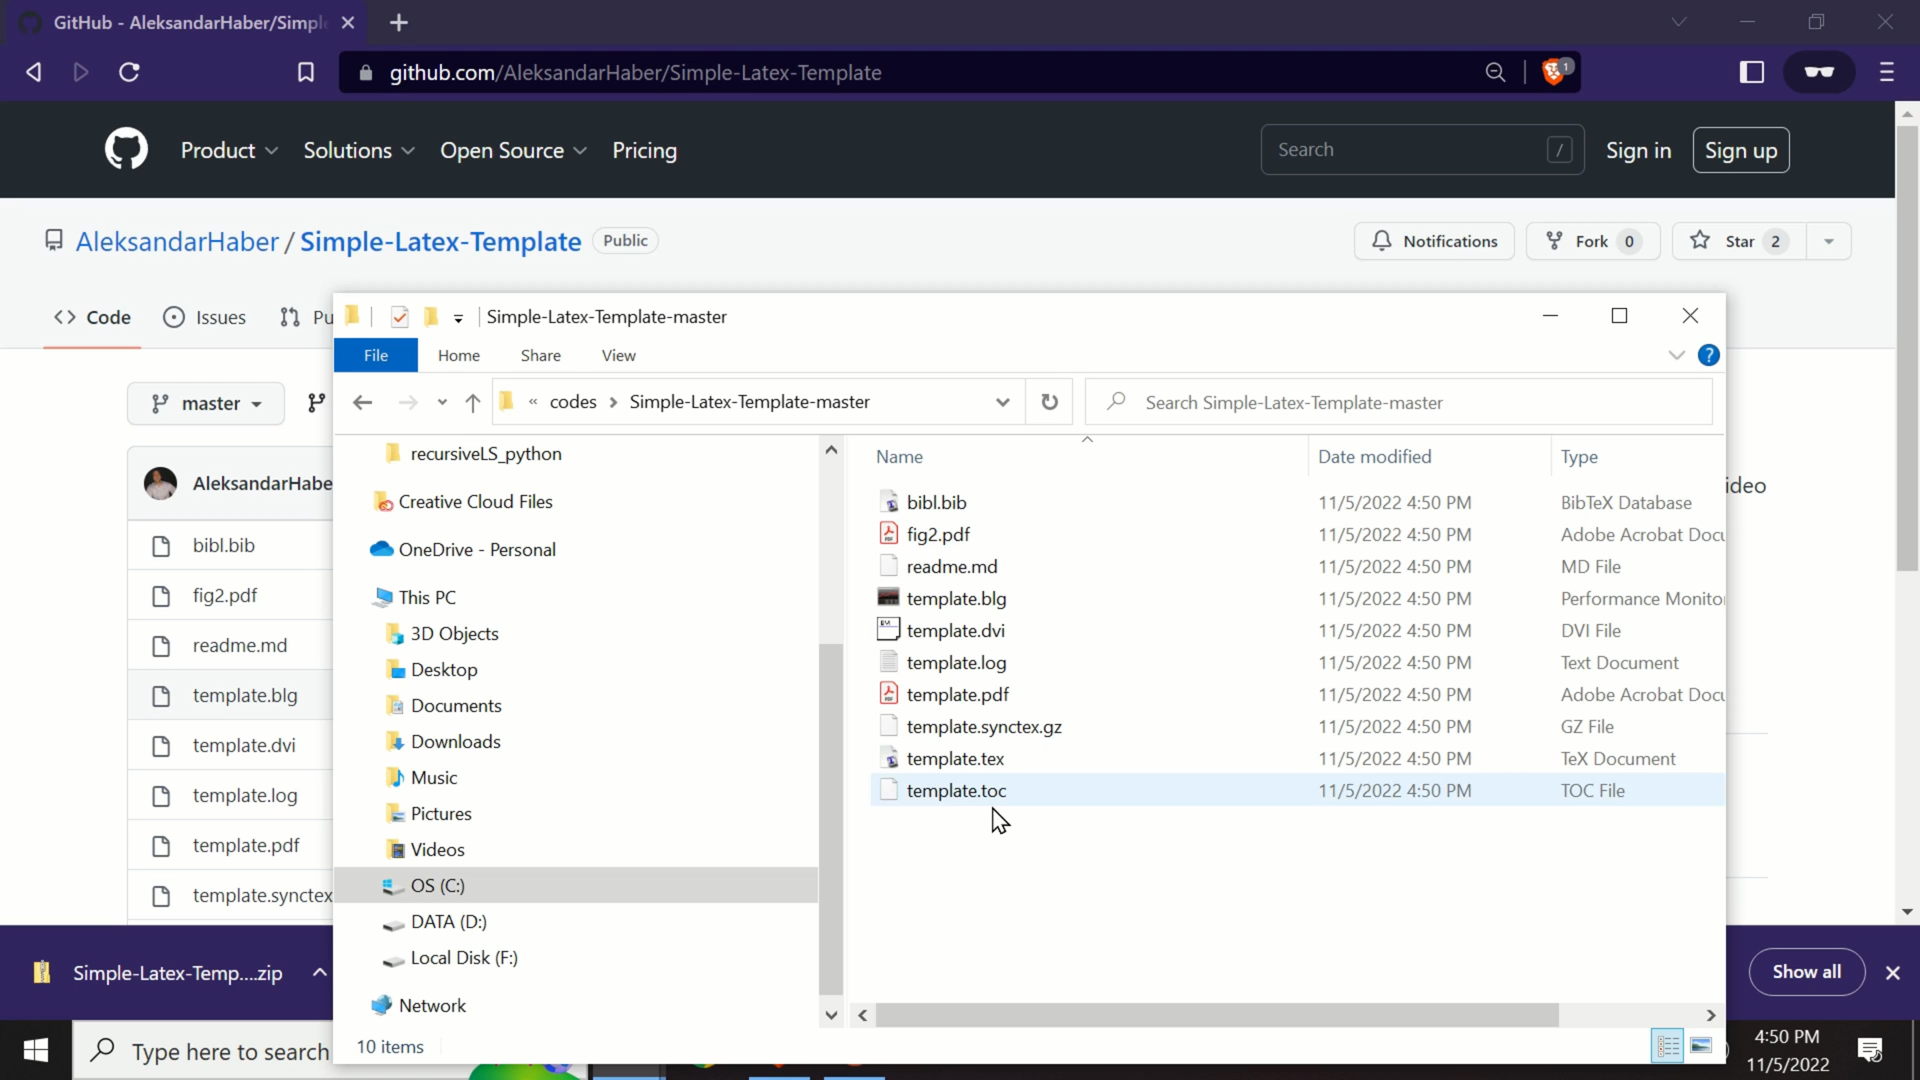 GitHub - AleksandarHaber/Simpl
github.com/AleksandarHaber/Simple-Latex-Template
1
Product
Solutions
Open Source
Pricing
Search /
Sign in
Sign up
AleksandarHaber / Simple-Latex-Template
Public
Notifications
Fork 0
Star 2
Code
Issues
Pu
Simple-Latex-Template-master
File
Home
Share
View
?
master
« codes > Simple-Latex-Template-master
Search Simple-Latex-Template-master
AleksandarHabe
ideo
bibl.bib
fig2.pdf
readme.md
template.blg
template.dvi
template.log
template.pdf
template.synctex
recursiveLS_python
Creative Cloud Files
OneDrive - Personal
This PC
3D Objects
Desktop
Documents
Downloads
Music
Pictures
Videos
OS (C:)
DATA (D:)
Local Disk (F:)
Network
Name Date modified Type
bibl.bib 11/5/2022 4:50 PM BibTeX Database
fig2.pdf 11/5/2022 4:50 PM Adobe Acrobat Docu
readme.md 11/5/2022 4:50 PM MD File
template.blg 11/5/2022 4:50 PM Performance Monitor
template.dvi 11/5/2022 4:50 PM DVI File
template.log 11/5/2022 4:50 PM Text Document
template.pdf 11/5/2022 4:50 PM Adobe Acrobat Docu
template.synctex.gz 11/5/2022 4:50 PM GZ File
template.tex 11/5/2022 4:50 PM TeX Document
template.toc 11/5/2022 4:50 PM TOC File
10 items
Simple-Latex-Temp....zip
Show all
Type here to search
4:50 PM
11/5/2022